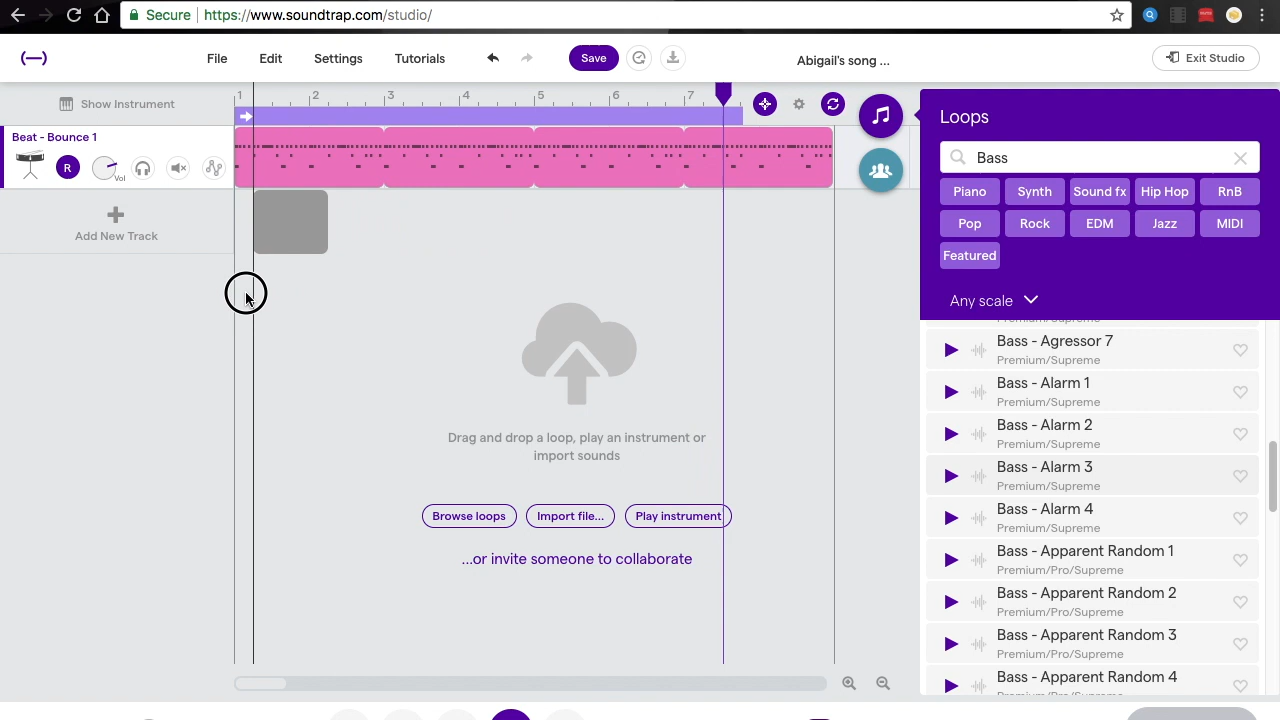 Secure https://www.soundtrap.com/studio/
File Edit Settings Tutorials Save Abigail's song ... Exit Studio
Show Instrument
1 2 3 4 5 6 7
Beat - Bounce 1
R Vol
Add New Track
Drag and drop a loop, play an instrument or
import sounds
Browse loops Import file... Play instrument
...or invite someone to collaborate
Loops
Bass
Piano Synth Sound fx Hip Hop RnB
Pop Rock EDM Jazz MIDI
Featured
Any scale
Premium/Supreme
Bass - Agressor 7
Premium/Supreme
Bass - Alarm 1
Premium/Supreme
Bass - Alarm 2
Premium/Supreme
Bass - Alarm 3
Premium/Supreme
Bass - Alarm 4
Premium/Supreme
Bass - Apparent Random 1
Premium/Pro/Supreme
Bass - Apparent Random 2
Premium/Pro/Supreme
Bass - Apparent Random 3
Premium/Pro/Supreme
Bass - Apparent Random 4
Premium/Pro/Supreme